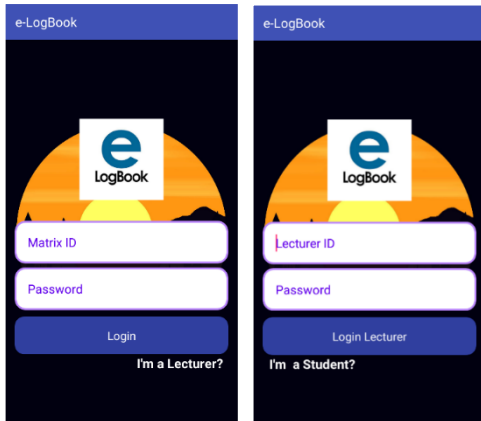 e-LogBook
e
LogBook
Matrix ID
Password
Login
I'm a Lecturer?
e-LogBook
e
LogBook
Lecturer ID
Password
Login Lecturer
I'm a Student?